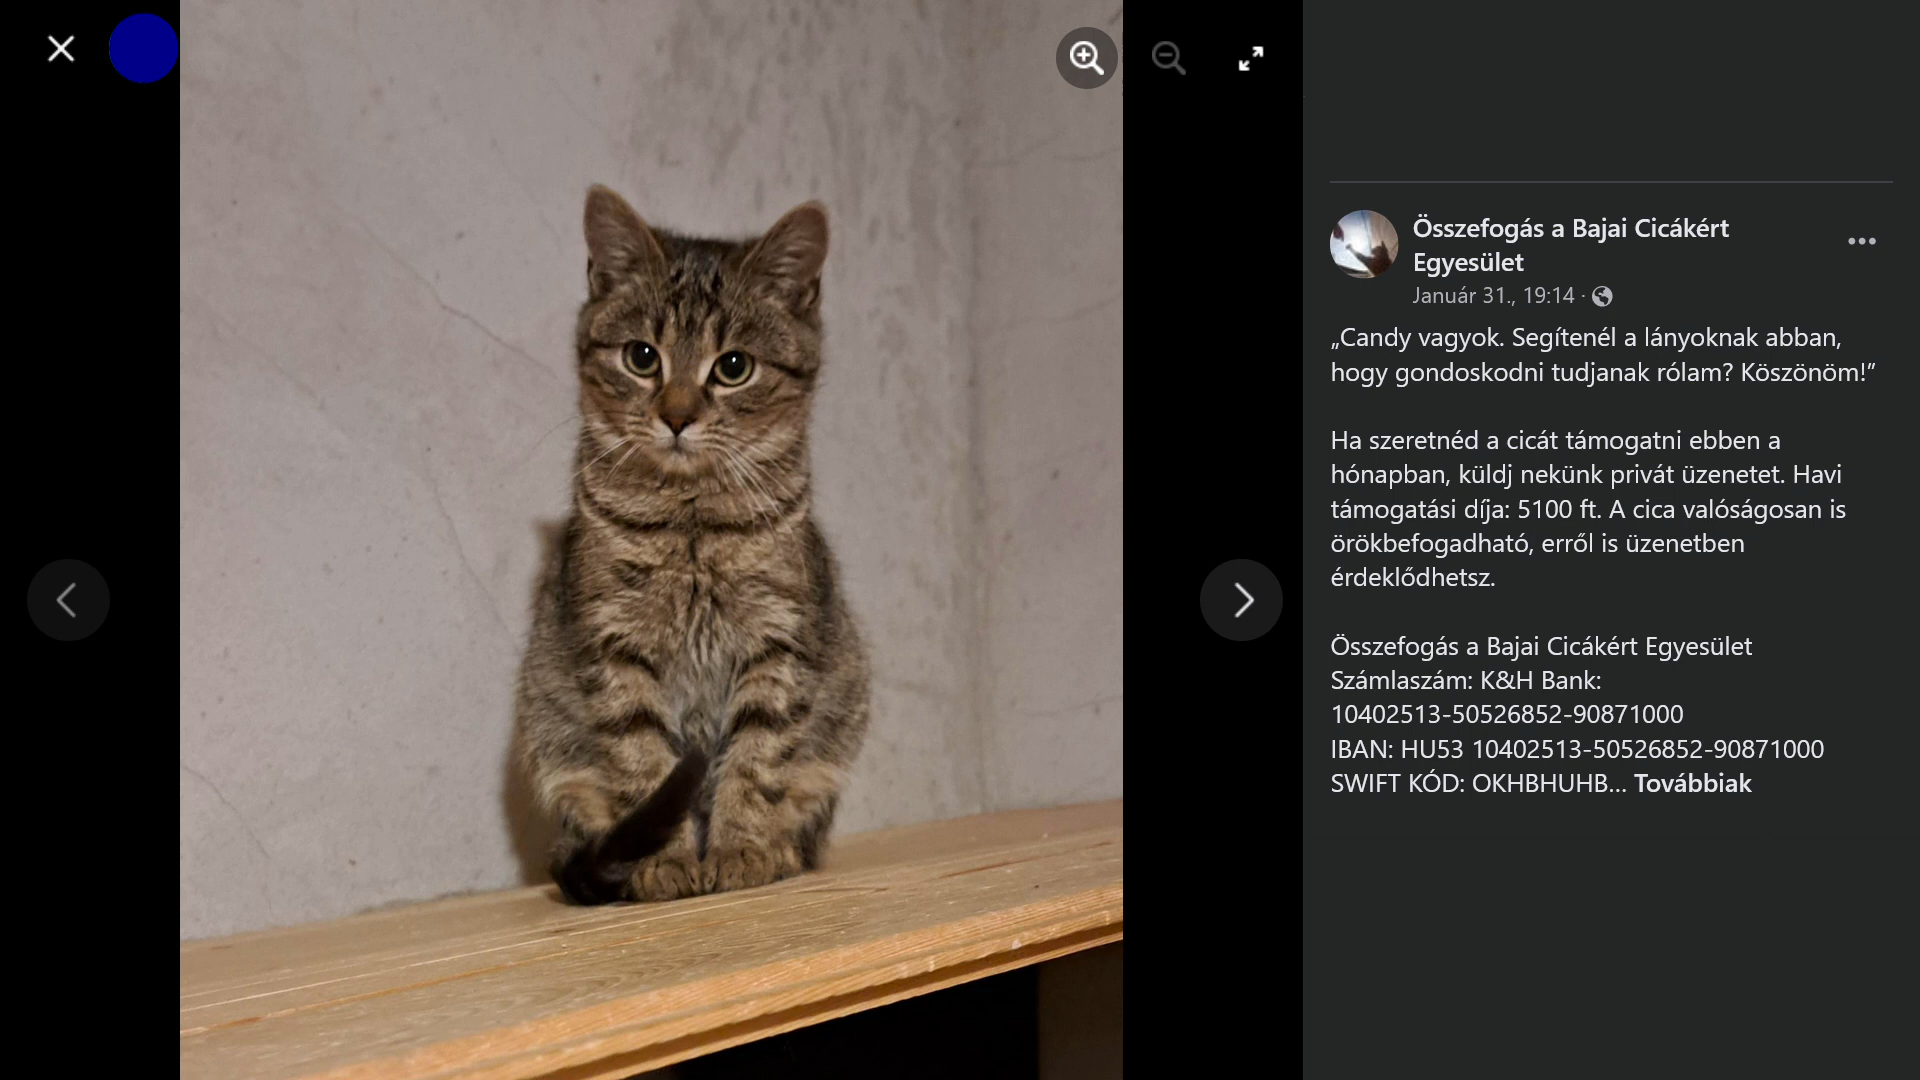 Összefogás a Bajai Cicákért
Egyesület
Január 31., 19:14 ·
„Candy vagyok. Segítenél a lányoknak abban,
hogy gondoskodni tudjanak rólam? Köszönöm!”
Ha szeretnéd a cicát támogatni ebben a
hónapban, küldj nekünk privát üzenetet. Havi
támogatási díja: 5100 ft. A cica valóságosan is
örökbefogadható, erről is üzenetben
érdeklődhetsz.
Összefogás a Bajai Cicákért Egyesület
Számlaszám: K&H Bank:
10402513-50526852-90871000
IBAN: HU53 10402513-50526852-90871000
SWIFT KÓD: OKHBHUHB... Továbbiak